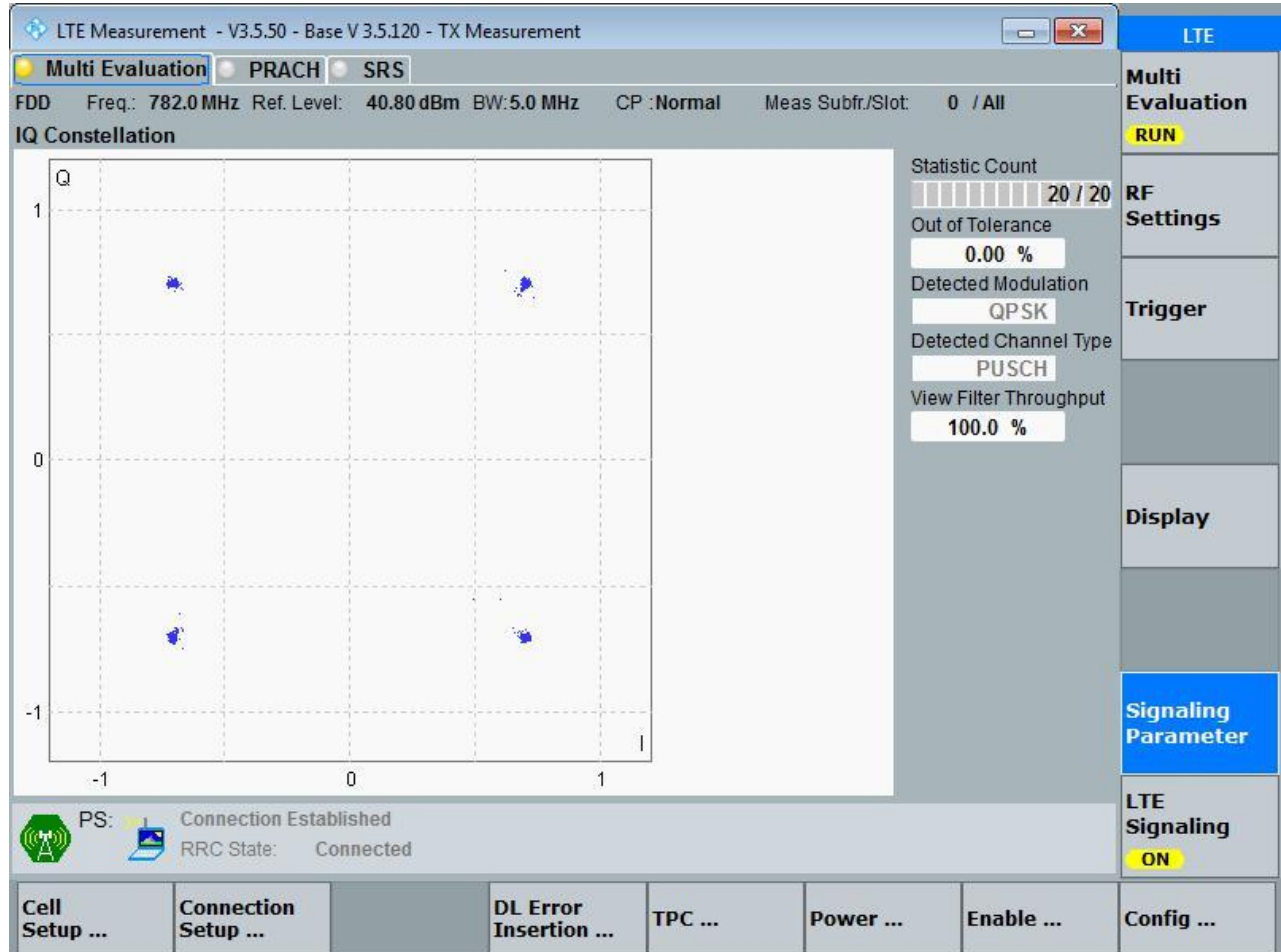 LTE Measurement - V3.5.50 - Base V 3.5.120 - TX Measurement
LTE
Multi Evaluation PRACH SRS
Multi
Evaluation
RUN
FDD Freq.: 782.0 MHz Ref. Level: 40.80 dBm BW: 5.0 MHz CP : Normal Meas Subfr./Slot: 0 / All
IQ Constellation
Q
1
0
-1
I
-1 0 1
Statistic Count
20 / 20
Out of Tolerance
0.00 %
Detected Modulation
QPSK
Detected Channel Type
PUSCH
View Filter Throughput
100.0 %
RF
Settings
Trigger
Display
Signaling
Parameter
LTE
Signaling
ON
PS: Connection Established
RRC State: Connected
Cell
Setup ...
Connection
Setup ...
DL Error
Insertion ...
TPC ...
Power ...
Enable ...
Config ...